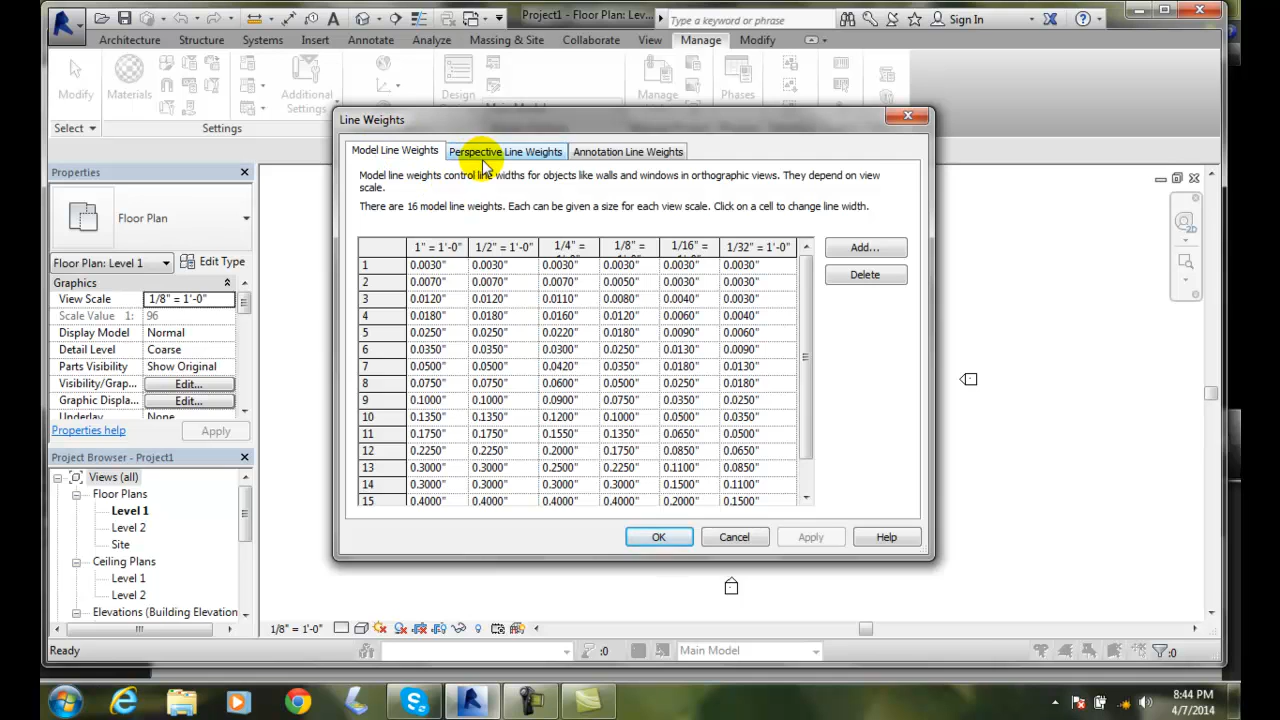 Project1 - Floor Plan: Lev...
Type a keyword or phrase
Sign In
Architecture Structure Systems Insert Annotate Analyze Massing & Site Collaborate View Manage Modify
Modify
Materials
Additional
Settings
Design
Manage
Phases
Select
Settings
Line Weights
Model Line Weights Perspective Line Weights Annotation Line Weights
Model line weights control line widths for objects like walls and windows in orthographic views. They depend on view
scale.
There are 16 model line weights. Each can be given a size for each view scale. Click on a cell to change line width.
1" = 1'-0" 1/2" = 1'-0" 1/4" = 1/8" = 1/16" = 1/32" = 1'-0"
1 0.0030" 0.0030" 0.0030" 0.0030" 0.0030" 0.0030"
2 0.0070" 0.0070" 0.0070" 0.0050" 0.0030" 0.0030"
3 0.0120" 0.0120" 0.0110" 0.0080" 0.0040" 0.0030"
4 0.0180" 0.0180" 0.0160" 0.0120" 0.0060" 0.0040"
5 0.0250" 0.0250" 0.0220" 0.0180" 0.0090" 0.0060"
6 0.0350" 0.0350" 0.0300" 0.0250" 0.0130" 0.0090"
7 0.0500" 0.0500" 0.0420" 0.0350" 0.0180" 0.0130"
8 0.0750" 0.0750" 0.0600" 0.0500" 0.0250" 0.0180"
9 0.1000" 0.1000" 0.0900" 0.0750" 0.0350" 0.0250"
10 0.1350" 0.1350" 0.1200" 0.1000" 0.0500" 0.0350"
11 0.1750" 0.1750" 0.1550" 0.1350" 0.0650" 0.0500"
12 0.2250" 0.2250" 0.2000" 0.1750" 0.0850" 0.0650"
13 0.3000" 0.3000" 0.2500" 0.2250" 0.1100" 0.0850"
14 0.3000" 0.3000" 0.3000" 0.3000" 0.1500" 0.1100"
15 0.4000" 0.4000" 0.4000" 0.4000" 0.2000" 0.1500"
Add...
Delete
OK Cancel Apply Help
Properties
Floor Plan
Floor Plan: Level 1 Edit Type
Graphics
View Scale 1/8" = 1'-0"
Scale Value 1: 96
Display Model Normal
Detail Level Coarse
Parts Visibility Show Original
Visibility/Grap... Edit...
Graphic Displa... Edit...
Underlay None
Properties help Apply
Project Browser - Project1
Views (all)
Floor Plans
Level 1
Level 2
Site
Ceiling Plans
Level 1
Level 2
Elevations (Building Elevation
1/8" = 1'-0"
Ready
:0
Main Model
:0
8:44 PM
4/7/2014